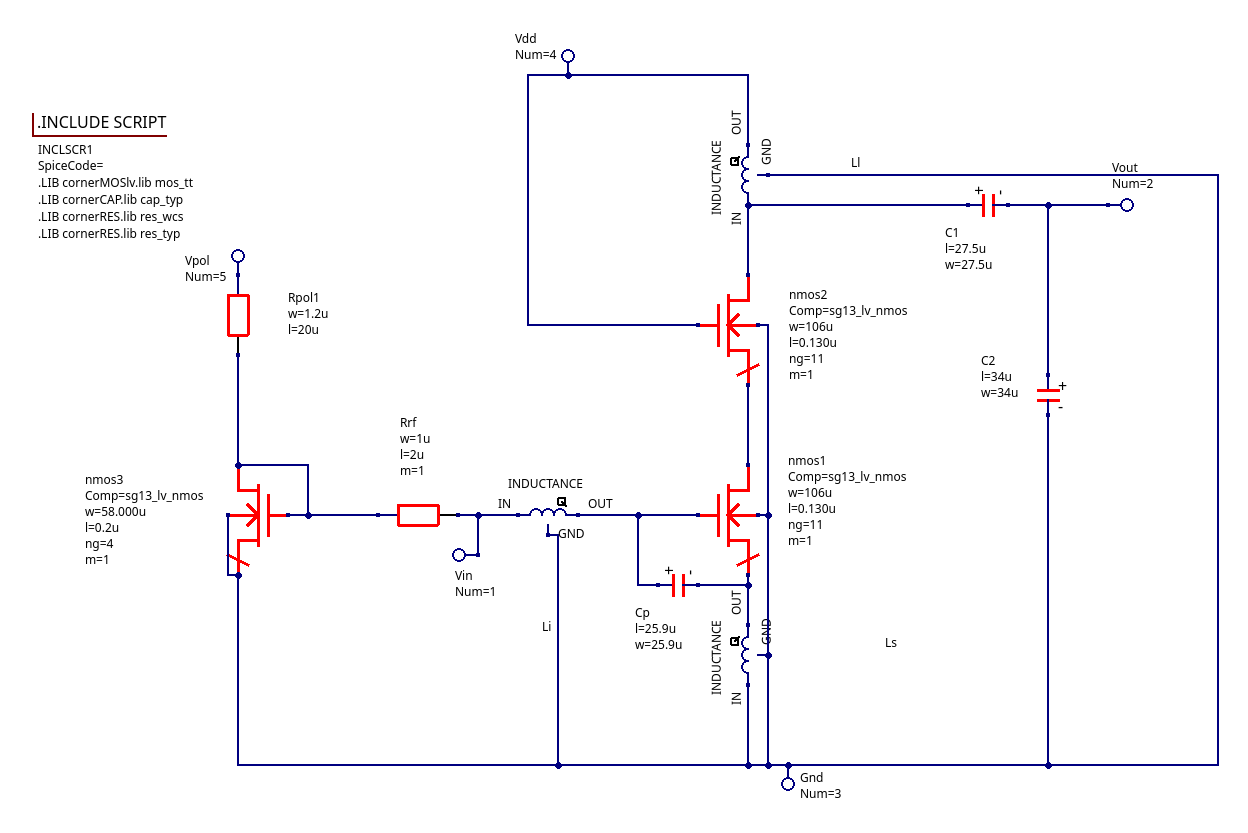 Vdd
Num=4
.INCLUDE SCRIPT
INCLSCR1
SpiceCode=
.LIB cornerMOSlv.lib mos_tt
.LIB cornerCAP.lib cap_typ
.LIB cornerRES.lib res_wcs
.LIB cornerRES.lib res_typ
OUT
GND
INDUCTANCE
IN
Ll
Vout
Num=2
+
-
C1
l=27.5u
w=27.5u
Vpol
Num=5
Rpol1
w=1.2u
l=20u
nmos2
Comp=sg13_lv_nmos
w=106u
l=0.130u
ng=11
m=1
C2
l=34u
w=34u
+
-
Rrf
w=1u
l=2u
m=1
nmos3
Comp=sg13_lv_nmos
w=58.000u
l=0.2u
ng=4
m=1
INDUCTANCE
IN
OUT
GND
nmos1
Comp=sg13_lv_nmos
w=106u
l=0.130u
ng=11
m=1
Vin
Num=1
+
-
Cp
l=25.9u
w=25.9u
Li
OUT
GND
INDUCTANCE
IN
Ls
Gnd
Num=3